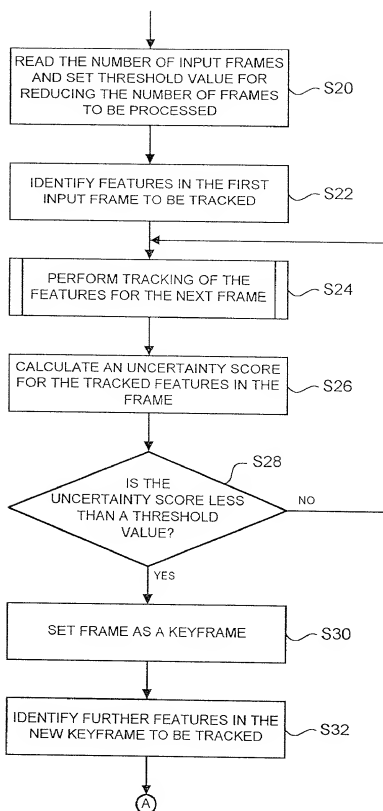 READ THE NUMBER OF INPUT FRAMES
AND SET THRESHOLD VALUE FOR
REDUCING THE NUMBER OF FRAMES
TO BE PROCESSED
S20
IDENTIFY FEATURES IN THE FIRST
INPUT FRAME TO BE TRACKED
S22
PERFORM TRACKING OF THE
FEATURES FOR THE NEXT FRAME
S24
CALCULATE AN UNCERTAINTY SCORE
FOR THE TRACKED FEATURES IN THE
FRAME
S26
S28
IS THE
UNCERTAINTY SCORE LESS
THAN A THRESHOLD
VALUE?
NO
YES
SET FRAME AS A KEYFRAME
S30
IDENTIFY FURTHER FEATURES IN THE
NEW KEYFRAME TO BE TRACKED
S32
A